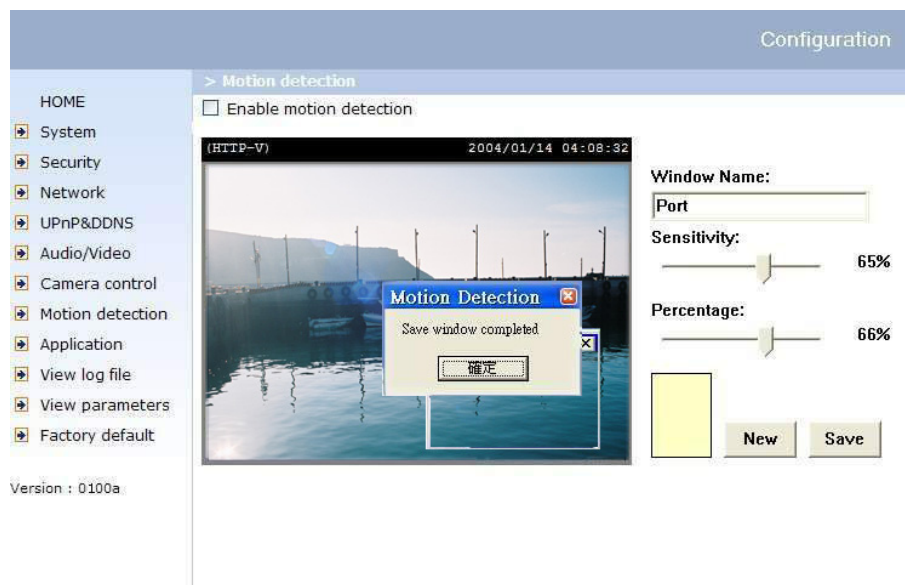 Configuration
> Motion detection
HOME
System
Security
Network
UPnP&DDNS
Audio/Video
Camera control
Motion detection
Application
View log file
View parameters
Factory default
Version : 0100a
Enable motion detection
(HTTP-V) 2004/01/14 04:08:32
Motion Detection
Save window completed
確定
Window Name:
Port
Sensitivity:
65%
Percentage:
66%
New Save